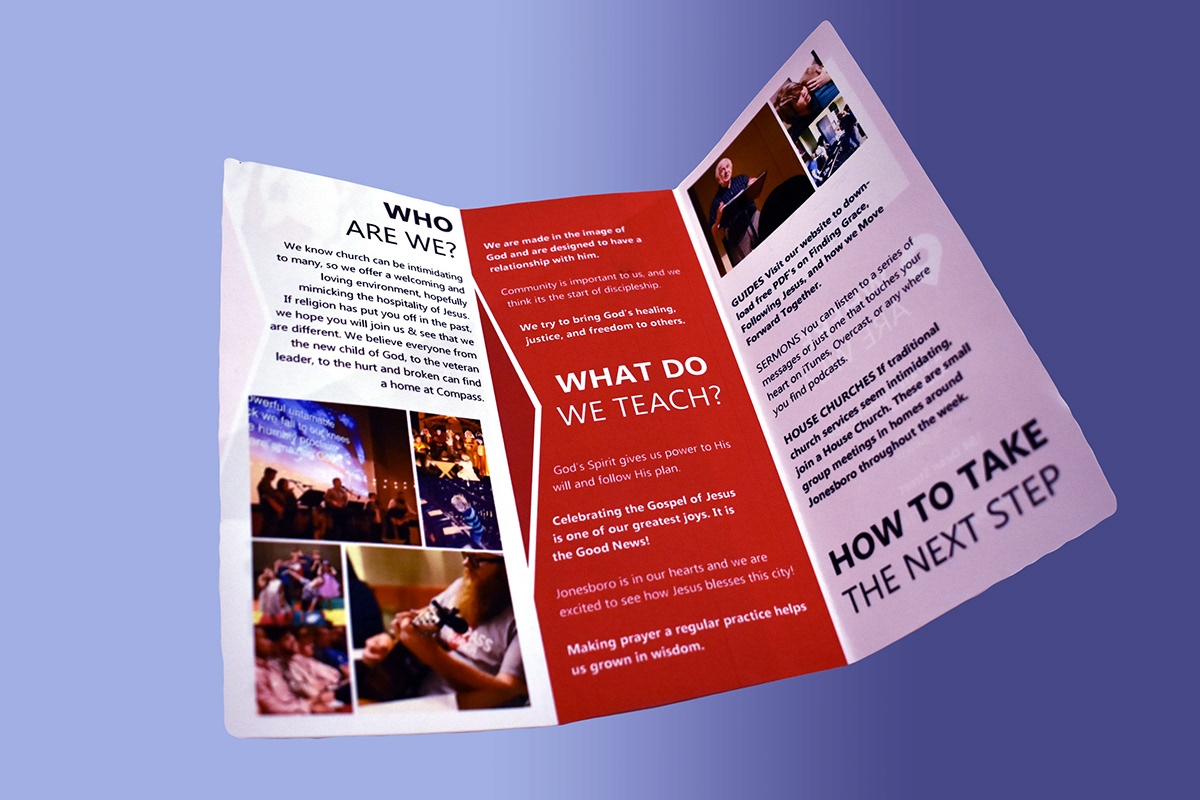 WHO
ARE WE?
We know church can be intimidating
to many, so we offer a welcoming and
loving environment, hopefully
mimicking the hospitality of Jesus.
If religion has put you off in the past,
we hope you will join us & see that we
are different. We believe everyone from
the new child of God, to the veteran
leader, to the hurt and broken can find
a home at Compass.
owerful untamable
we fall to our knees
humbly proclaim
We are made in the image of
God and are designed to have a
relationship with him.
Community is important to us, and we
think its the start of discipleship.
We try to bring God's healing,
justice, and freedom to others.
WHAT DO
WE TEACH?
God's Spirit gives us power to His
will and follow His plan.
Celebrating the Gospel of Jesus
is one of our greatest joys. It is
the Good News!
Jonesboro is in our hearts and we are
excited to see how Jesus blesses this city!
Making prayer a regular practice helps
us grown in wisdom.
GUIDES Visit our website to down-
load free PDF's on Finding Grace,
Following Jesus, and how we Move
Forward Together.
SERMONS You can listen to a series of
messages or just one that touches your
heart on iTunes, Overcast, or any where
you find podcasts.
HOUSE CHURCHES If traditional
church services seem intimidating,
join a House Church. These are small
group meetings in homes around
Jonesboro throughout the week.
HOW TO TAKE
THE NEXT STEP